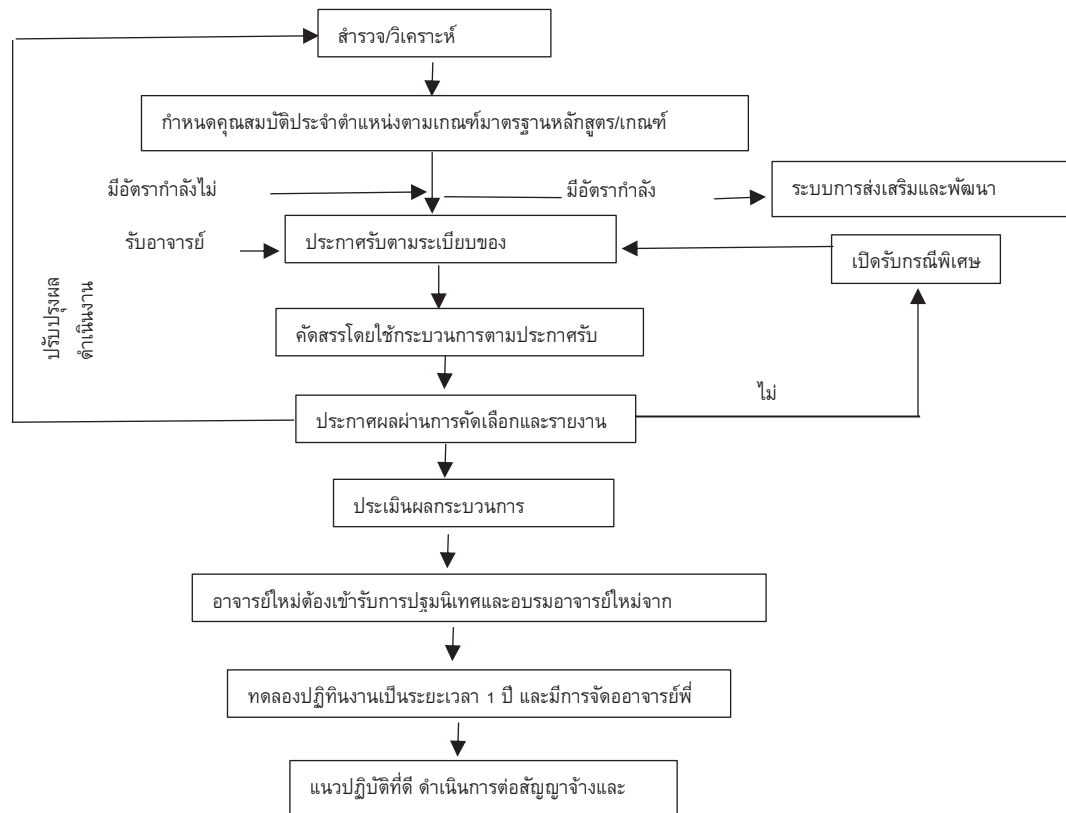 สำรวจ/วิเคราะห์
กำหนดคุณสมบัติประจำตำแหน่งตามเกณฑ์มาตรฐานหลักสูตร/เกณฑ์
มีอัตรากำลังไม่
มีอัตรากำลัง
ระบบการส่งเสริมและพัฒนา
รับอาจารย์
ประกาศรับตามระเบียบของ
เปิดรับกรณีพิเศษ
ปรับปรุงผล
ดำเนินงาน
คัดสรรโดยใช้กระบวนการตามประกาศรับ
ไม่
ประกาศผลผ่านการคัดเลือกและรายงาน
ประเมินผลกระบวนการ
อาจารย์ใหม่ต้องเข้ารับการปฐมนิเทศและอบรมอาจารย์ใหม่จาก
ทดลองปฏิทินงานเป็นระยะเวลา 1 ปี และมีการจัดออาจารย์พี่
แนวปฏิบัติที่ดี ดำเนินการต่อสัญญาจ้างและ